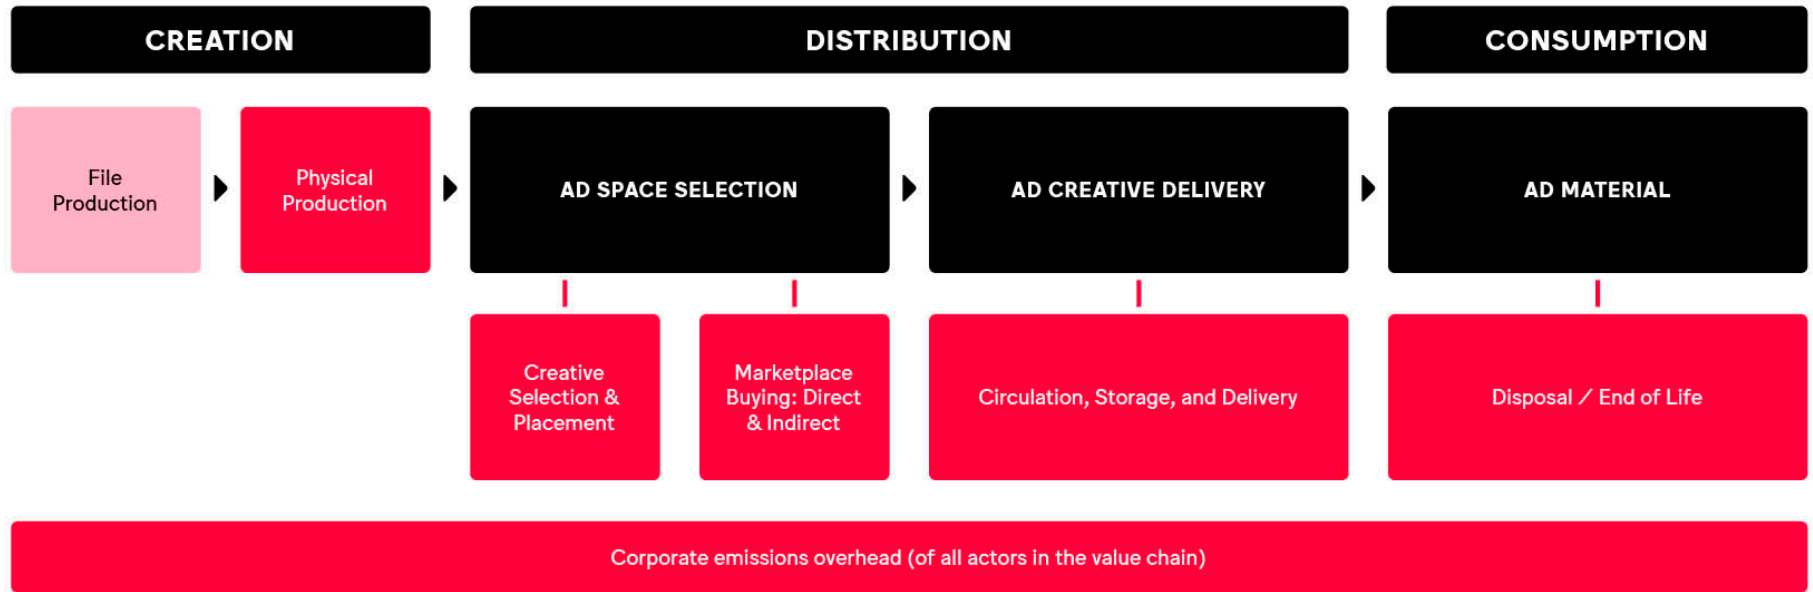 CREATION
DISTRIBUTION
CONSUMPTION
File
Production
Physical
Production
AD SPACE SELECTION
AD CREATIVE DELIVERY
AD MATERIAL
Creative
Selection &
Placement
Marketplace
Buying: Direct
& Indirect
Circulation, Storage, and Delivery
Disposal / End of Life
Corporate emissions overhead (of all actors in the value chain)